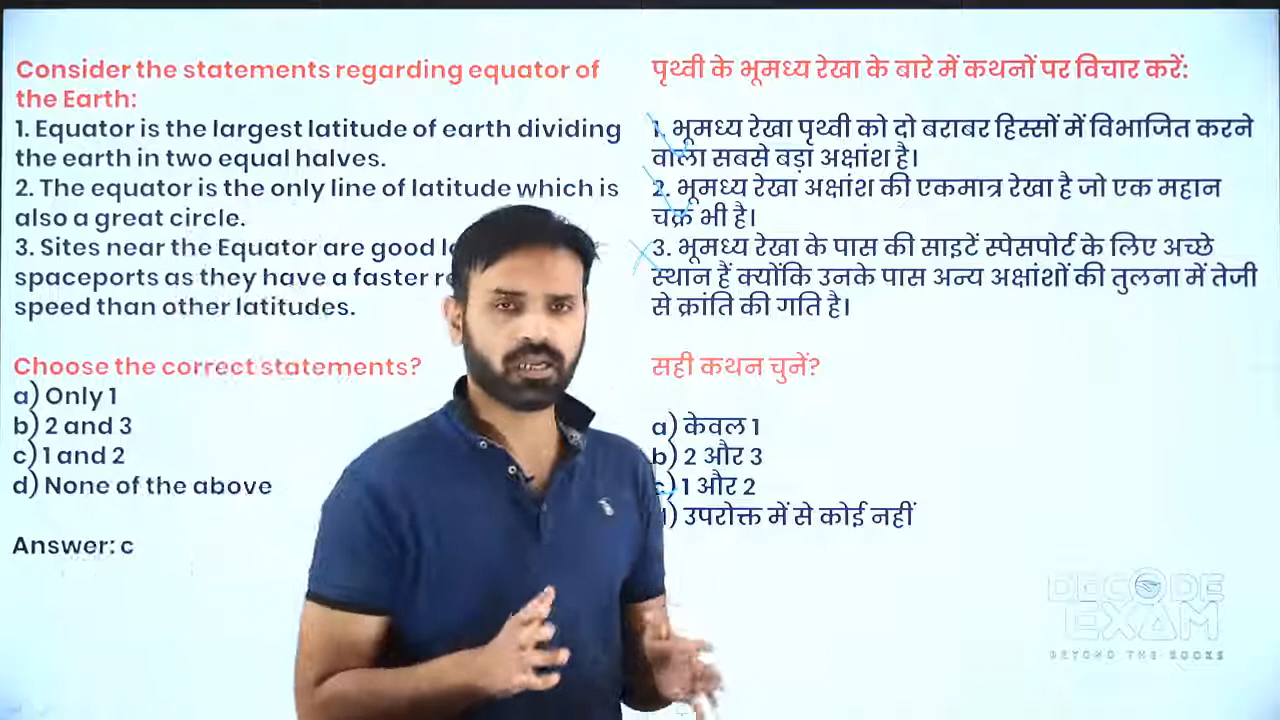 Consider the statements regarding equator of
the Earth:
1. Equator is the largest latitude of earth dividing
the earth in two equal halves.
2. The equator is the only line of latitude which is
also a great circle.
3. Sites near the Equator are good
spaceports as they have a faster
speed than other latitudes.
Choose the correct statements?
a) Only 1
b) 2 and 3
c) 1 and 2
d) None of the above
Answer: c
पृथ्वी के भूमध्य रेखा के बारे में कथनों पर विचार करें:
1. भूमध्य रेखा पृथ्वी को दो बराबर हिस्सों में विभाजित करने
वाला सबसे बड़ा अक्षांश है।
2. भूमध्य रेखा अक्षांश की एकमात्र रेखा है जो एक महान
चक्र भी है।
3. भूमध्य रेखा के पास की साइटें स्पेसपोर्ट के लिए अच्छे
स्थान हैं क्योंकि उनके पास अन्य अक्षांशों की तुलना में तेजी
से क्रांति की गति है।
सही कथन चुनें?
a) केवल 1
b) 2 और 3
c) 1 और 2
d) उपरोक्त में से कोई नहीं
DECODE
EXAM
BEYOND THE BOOKS